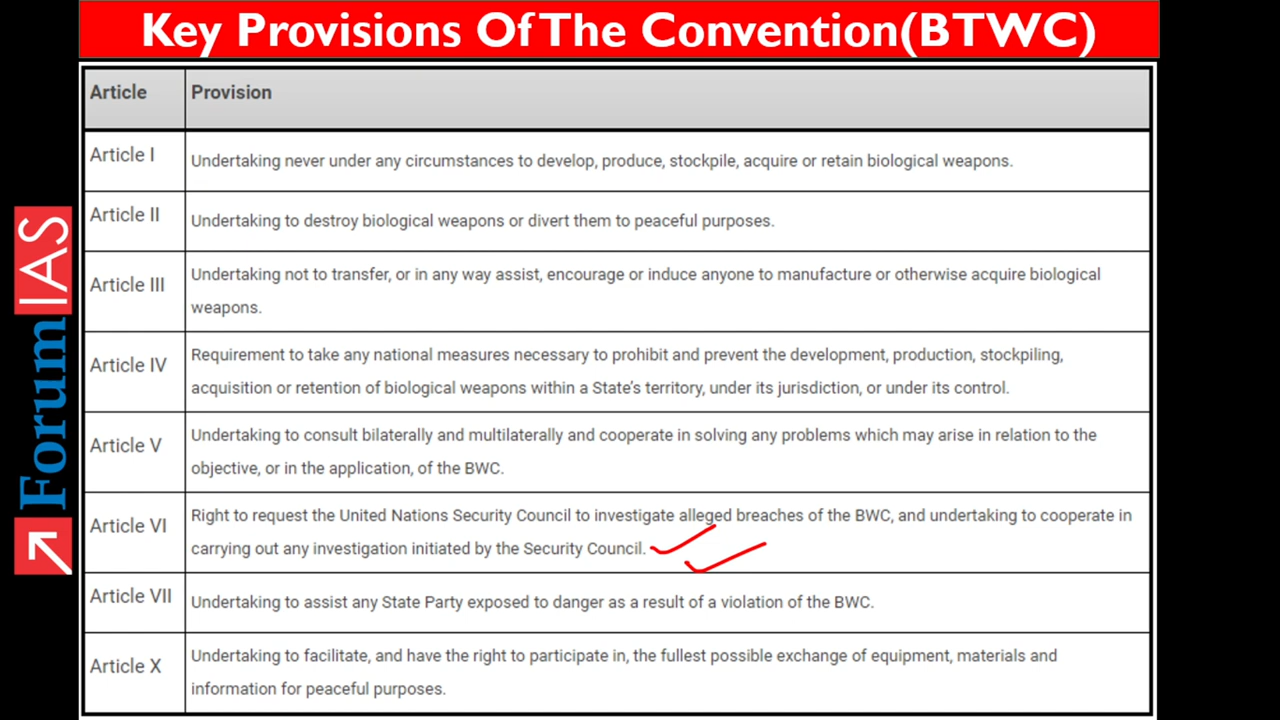 Key Provisions Of The Convention(BTWC)
Article Provision
Article I Undertaking never under any circumstances to develop, produce, stockpile, acquire or retain biological weapons.
Article II Undertaking to destroy biological weapons or divert them to peaceful purposes.
Article III Undertaking not to transfer, or in any way assist, encourage or induce anyone to manufacture or otherwise acquire biological
weapons.
Article IV Requirement to take any national measures necessary to prohibit and prevent the development, production, stockpiling,
acquisition or retention of biological weapons within a State's territory, under its jurisdiction, or under its control.
Article V Undertaking to consult bilaterally and multilaterally and cooperate in solving any problems which may arise in relation to the
objective, or in the application, of the BWC.
Article VI Right to request the United Nations Security Council to investigate alleged breaches of the BWC, and undertaking to cooperate in
carrying out any investigation initiated by the Security Council.
Article VII Undertaking to assist any State Party exposed to danger as a result of a violation of the BWC.
Article X Undertaking to facilitate, and have the right to participate in, the fullest possible exchange of equipment, materials and
information for peaceful purposes.
Forum IAS